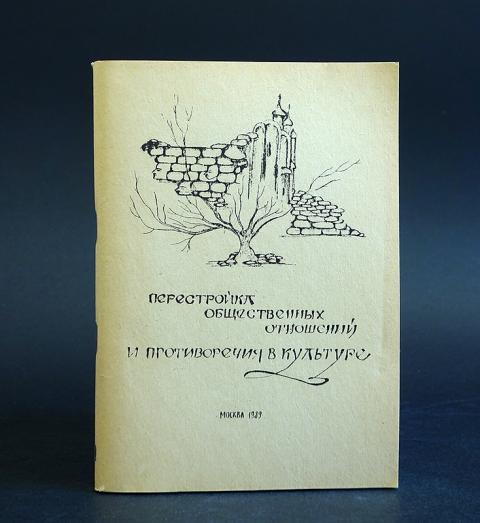 ПЕРЕСТРОЙКА
ОБЩЕСТВЕННЫХ
ОТНОШЕНИЙ
И ПРОТИВОРЕЧИЯ В КУЛЬТУРЕ
МОСКВА 1989